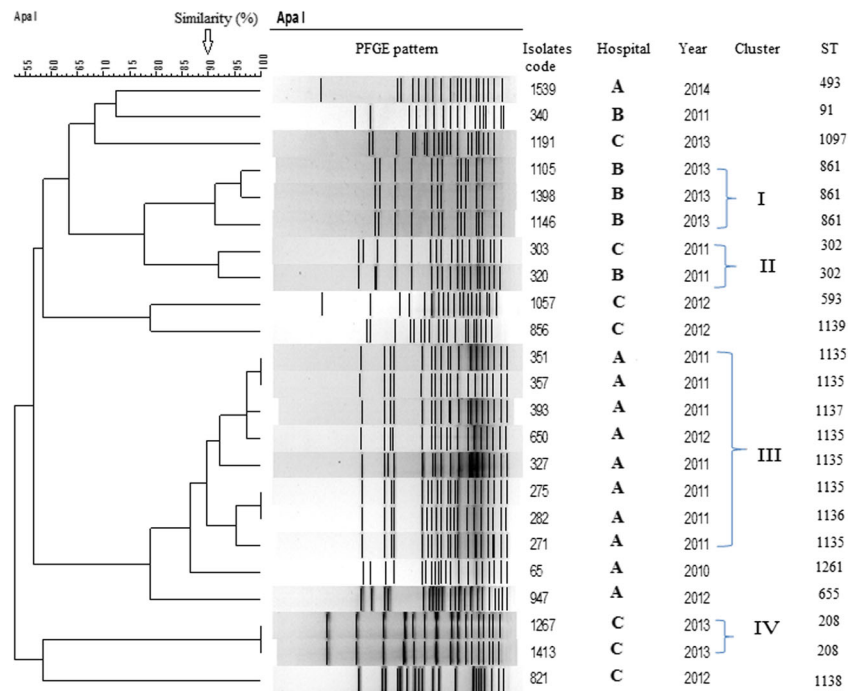 Apa I Similarity (%) Apa I
PFGE pattern Isolates code Hospital Year Cluster ST
55 60 65 70 15 80 85 90 95 100
1539 A 2014 493
340 B 2011 91
1191 C 2013 1097
1105 B 2013 861
1398 B 2013 I 861
1146 B 2013 861
303 C 2011 302
II
320 B 2011 302
1057 C 2012 593
856 C 2012 1139
351 A 2011 1135
357 A 2011 1135
393 A 2011 1137
650 A 2012 1135
III
327 A 2011 1135
275 A 2011 1135
282 A 2011 1136
271 A 2011 1135
65 A 2010 1261
947 A 2012 655
1267 C 2013 208
IV
1413 C 2013 208
821 C 2012 1138